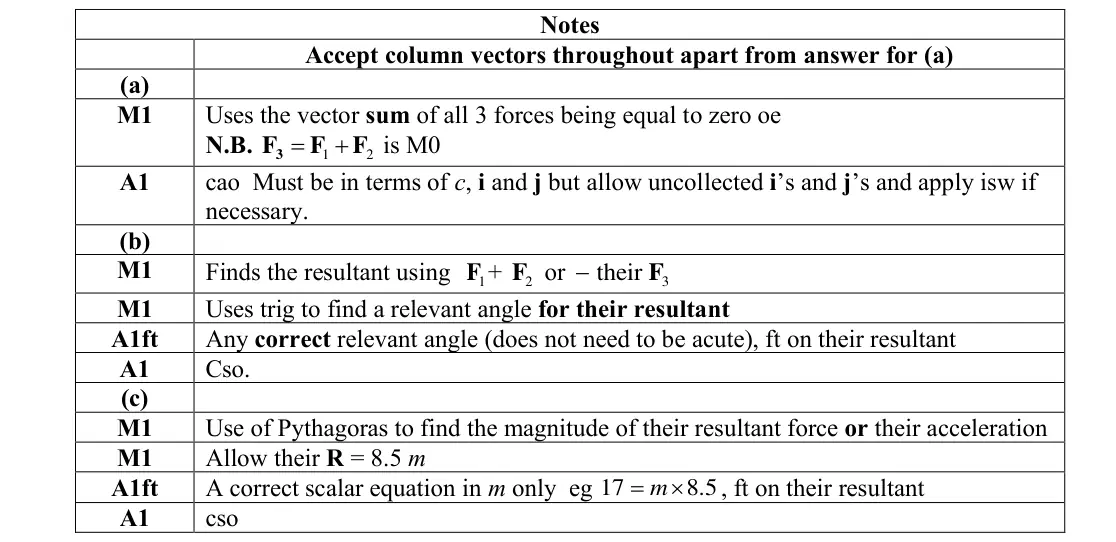 Notes
Accept column vectors throughout apart from answer for (a)
(a)
M1 Uses the vector sum of all 3 forces being equal to zero oe
N.B. F₃ = F₁ + F₂ is M0
A1 cao Must be in terms of c, i and j but allow uncollected i’s and j’s and apply isw if
necessary.
(b)
M1 Finds the resultant using F₁ + F₂ or – their F₃
M1 Uses trig to find a relevant angle for their resultant
A1ft Any correct relevant angle (does not need to be acute), ft on their resultant
A1 Cso.
(c)
M1 Use of Pythagoras to find the magnitude of their resultant force or their acceleration
M1 Allow their R = 8.5 m
A1ft A correct scalar equation in m only eg 17 = m × 8.5 , ft on their resultant
A1 cso